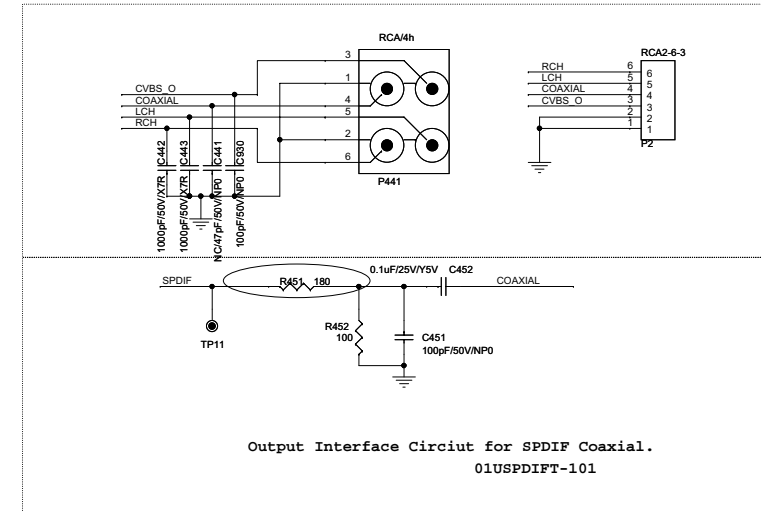 RCA/4h
RCA2-6-3
3
1
4
5
2
6
CVBS_O
COAXIAL
LCH
RCH
P441
RCH 6 6
LCH 5 5
COAXIAL 4 4
CVBS_O 3 3
2 2
1 1
P2
C442
1000pF/50V/X7R
C443
1000pF/50V/X7R
C441
NC/47pF/50V/NP0
C930
100pF/50V/NP0
SPDIF
R451 180
0.1uF/25V/Y5V C452
COAXIAL
TP11
R452
100
C451
100pF/50V/NP0
Output Interface Circiut for SPDIF Coaxial.
01USPDIFT-101